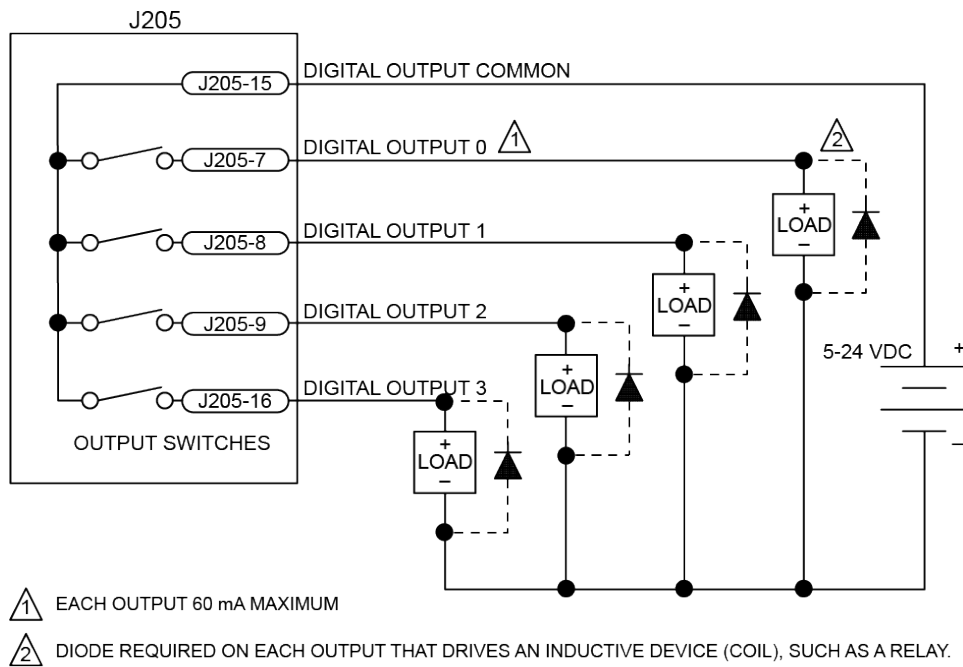 J205
J205-15 DIGITAL OUTPUT COMMON
J205-7 DIGITAL OUTPUT 0 1 2
+
LOAD
−
J205-8 DIGITAL OUTPUT 1
+
LOAD
−
J205-9 DIGITAL OUTPUT 2
+
LOAD
−
5-24 VDC +
−
J205-16 DIGITAL OUTPUT 3
+
LOAD
−
OUTPUT SWITCHES
1 EACH OUTPUT 60 mA MAXIMUM
2 DIODE REQUIRED ON EACH OUTPUT THAT DRIVES AN INDUCTIVE DEVICE (COIL), SUCH AS A RELAY.